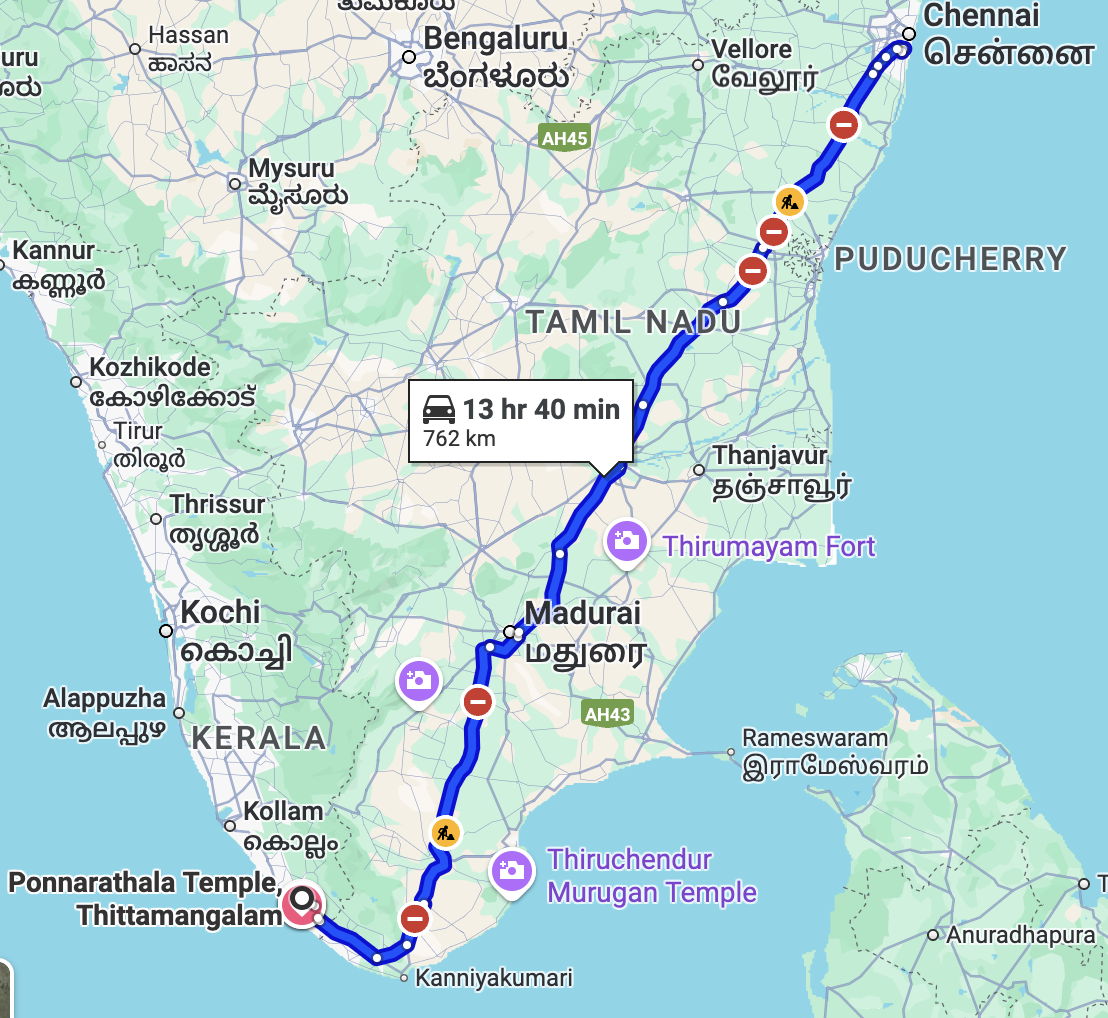 Chennai
சென்னை
Hassan
ಹಾಸನ
Bengaluru
ಬೆಂಗಳೂರು
Vellore
வேலூர்
AH45
Mysuru
ಮೈಸೂರು
Kannur
കണ്ണൂർ
PUDUCHERRY
TAMIL NADU
Kozhikode
കോഴിക്കോട്
13 hr 40 min
762 km
Tirur
തിരൂർ
Thanjavur
தஞ்சாவூர்
Thrissur
തൃശ്ശൂർ
Thirumayam Fort
Kochi
കൊച്ചി
Madurai
மதுரை
Alappuzha
ആലപ്പുഴ
AH43
KERALA
Rameswaram
இராமேஸ்வரம்
Kollam
കൊല്ലം
Thiruchendur
Murugan Temple
Ponnarathala Temple,
Thittamangalam
Anuradhapura
Kanniyakumari